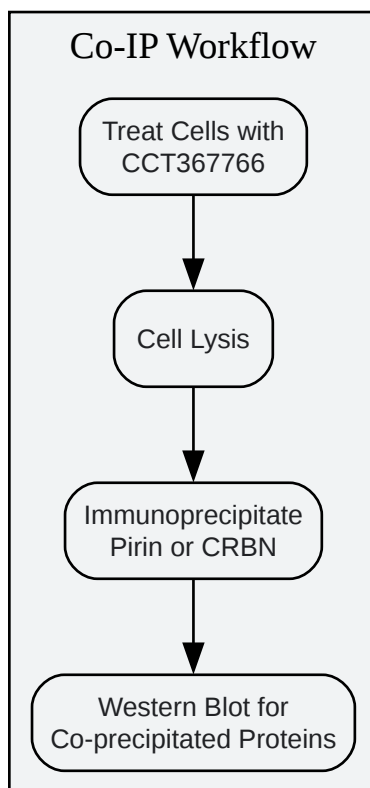 Co-IP Workflow
Treat Cells with
CCT367766
Cell Lysis
Immunoprecipitate
Pirin or CRBN
Western Blot for
Co-precipitated Proteins